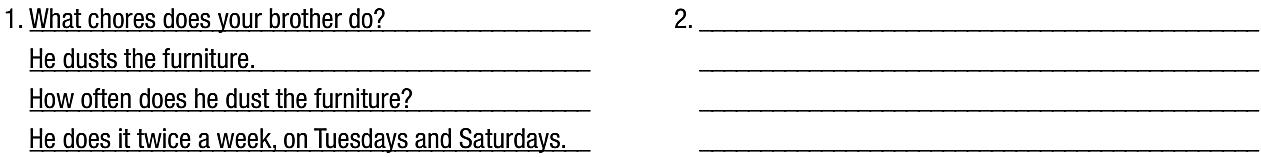 1. What chores does your brother do?
He dusts the furniture.
How often does he dust the furniture?
He does it twice a week, on Tuesdays and Saturdays.
2.